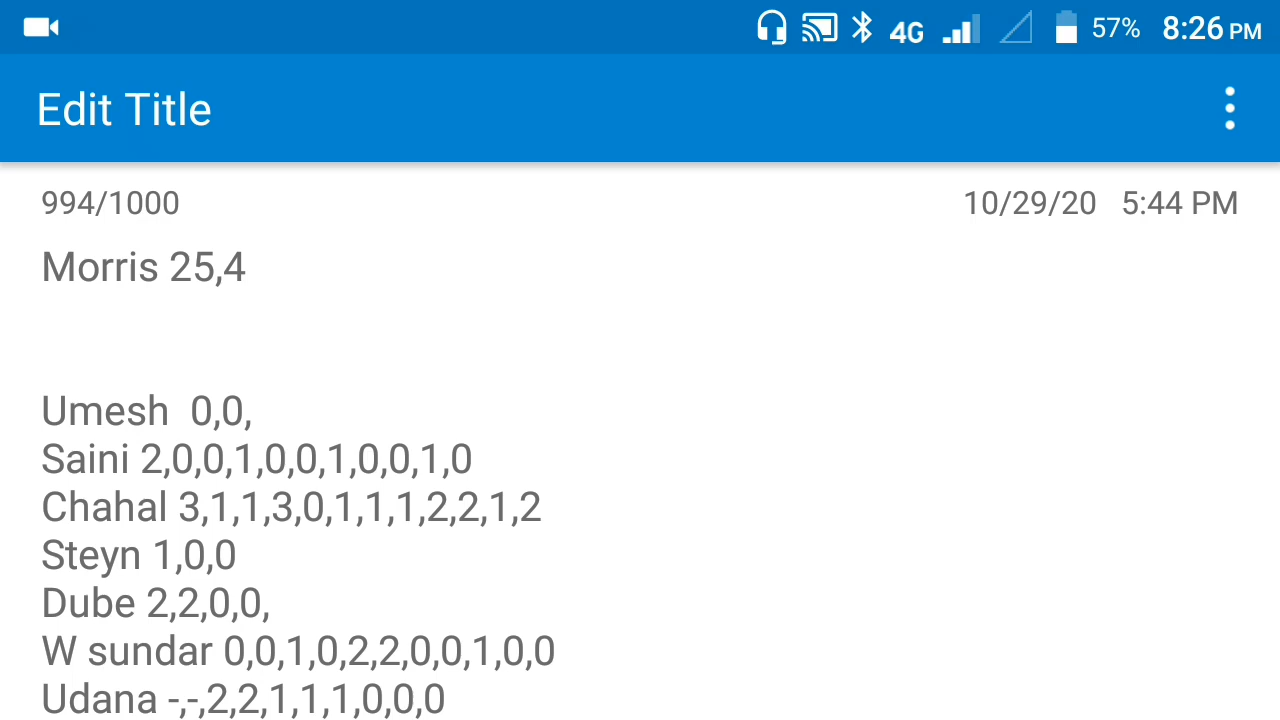 4G 57% 8:26 PM
Edit Title
994/1000 10/29/20 5:44 PM
Morris 25,4
Umesh  0,0,
Saini 2,0,0,1,0,0,1,0,0,1,0
Chahal 3,1,1,3,0,1,1,1,2,2,1,2
Steyn 1,0,0
Dube 2,2,0,0,
W sundar 0,0,1,0,2,2,0,0,1,0,0
Udana -,-,2,2,1,1,1,0,0,0